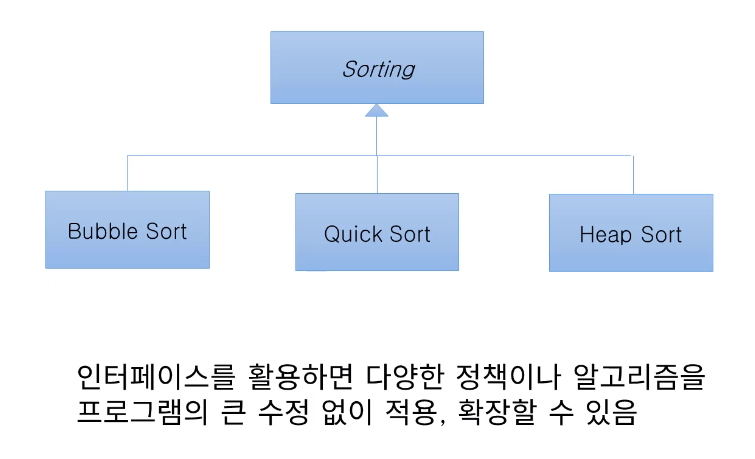 Sorting
Bubble Sort
Quick Sort
Heap Sort
인터페이스를 활용하면 다양한 정책이나 알고리즘을
프로그램의 큰 수정 없이 적용, 확장할 수 있음